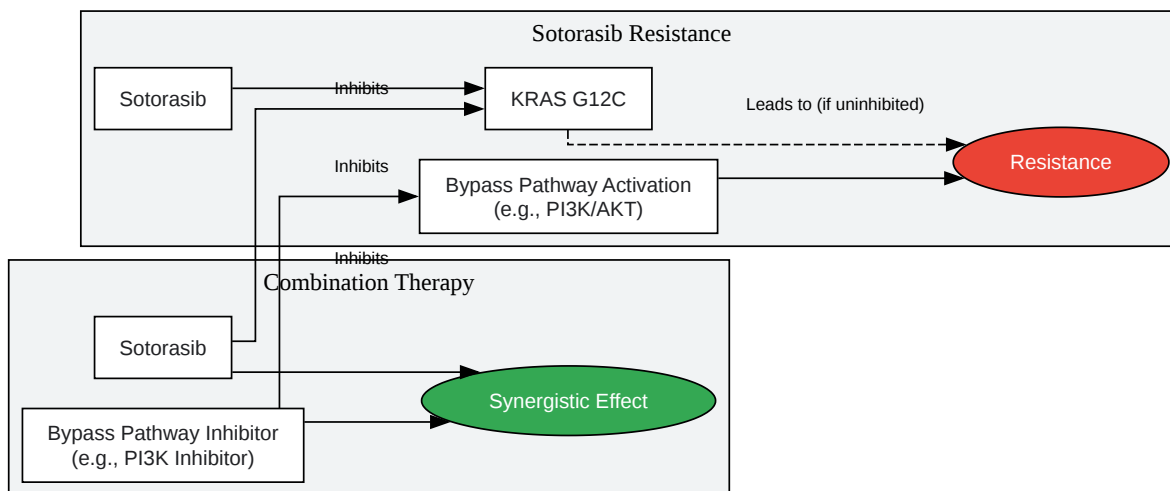 Sotorasib Resistance
Sotorasib
Inhibits
KRAS G12C
Leads to (if uninhibited)
Resistance
Inhibits
Bypass Pathway Activation
(e.g., PI3K/AKT)
Inhibits
Combination Therapy
Sotorasib
Synergistic Effect
Bypass Pathway Inhibitor
(e.g., PI3K Inhibitor)